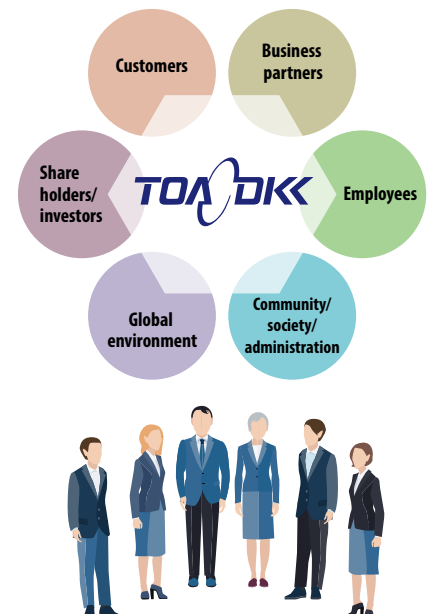 Customers
Business
partners
Share
holders/
investors
TOA DKK
Employees
Global
environment
Community/
society/
administration